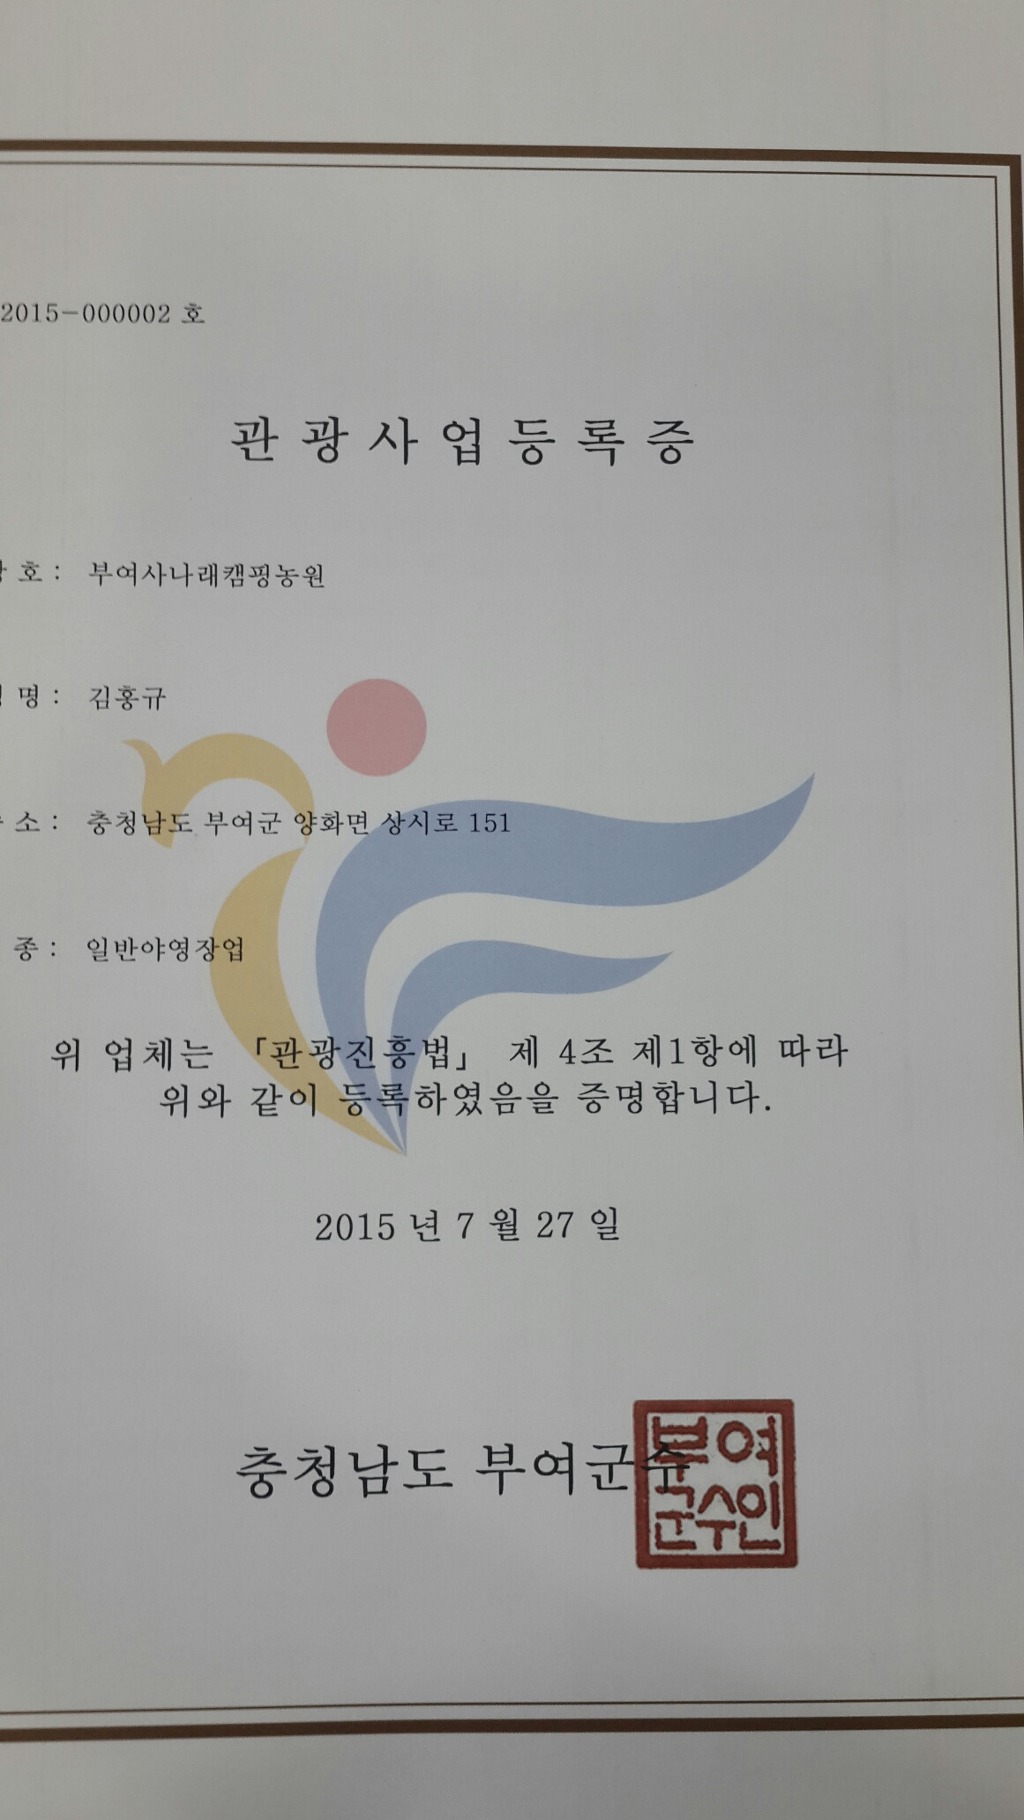 2015-000002 호
관광사업등록증
호 : 부여사나래캠핑농원
명 : 김홍규
소 : 충청남도 부여군 양화면 상시로 151
종 : 일반야영장업
위 업체는 「관광진흥법」 제 4조 제1항에 따라
위와 같이 등록하였음을 증명합니다.
2015 년 7 월 27 일
충청남도 부여군수
부여
군수인